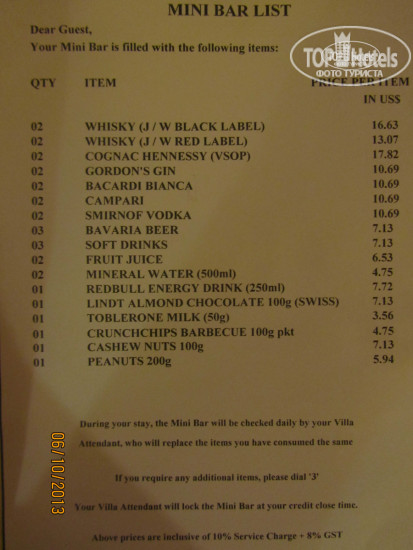 MINI BAR LIST
Dear Guest,
Your Mini Bar is filled with the following items:
TOPHotels
ФОТО ТУРИСТА
QTY ITEM PRICE PER ITEM
IN US$
02 WHISKY (J / W BLACK LABEL) 16.63
02 WHISKY (J / W RED LABEL) 13.07
02 COGNAC HENNESSY (VSOP) 17.82
02 GORDON'S GIN 10.69
02 BACARDI BIANCA 10.69
02 CAMPARI 10.69
02 SMIRNOF VODKA 10.69
03 BAVARIA BEER 7.13
03 SOFT DRINKS 7.13
02 FRUIT JUICE 6.53
02 MINERAL WATER (500ml) 4.75
01 REDBULL ENERGY DRINK (250ml) 7.72
01 LINDT ALMOND CHOCOLATE 100g (SWISS) 7.13
01 TOBLERONE MILK (50g) 3.56
01 CRUNCHCHIPS BARBECUE 100g pkt 4.75
01 CASHEW NUTS 100g 7.13
01 PEANUTS 200g 5.94
During your stay, the Mini Bar will be checked daily by your Villa
Attendant, who will replace the items you have consumed the same
If you require any additional items, please dial '3'
Your Villa Attendant will lock the Mini Bar at your credit close time.
Above prices are inclusive of 10% Service Charge + 8% GST
06/10/2013